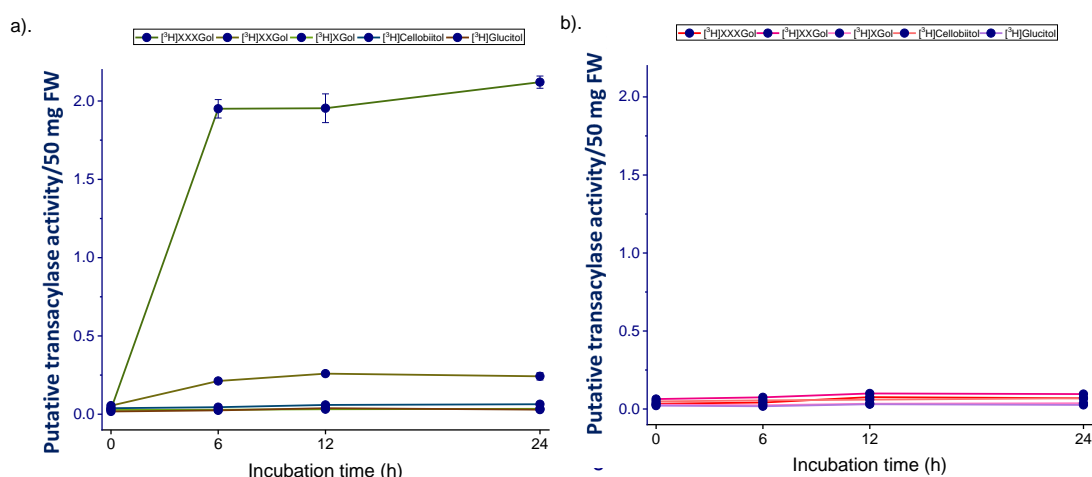 a).
[³H]XXXGol [³H]XXGol [³H]XGol [³H]Cellobiitol [³H]Glucitol
Putative transacylase activity/50 mg FW
2.0
1.5
1.0
0.5
0.0
0 6 12 24
Incubation time (h)
b).
[³H]XXXGol [³H]XXGol [³H]XGol [³H]Cellobiitol [³H]Glucitol
Putative transacylase activity/50 mg FW
2.0
1.5
1.0
0.5
0.0
0 6 12 24
Incubation time (h)